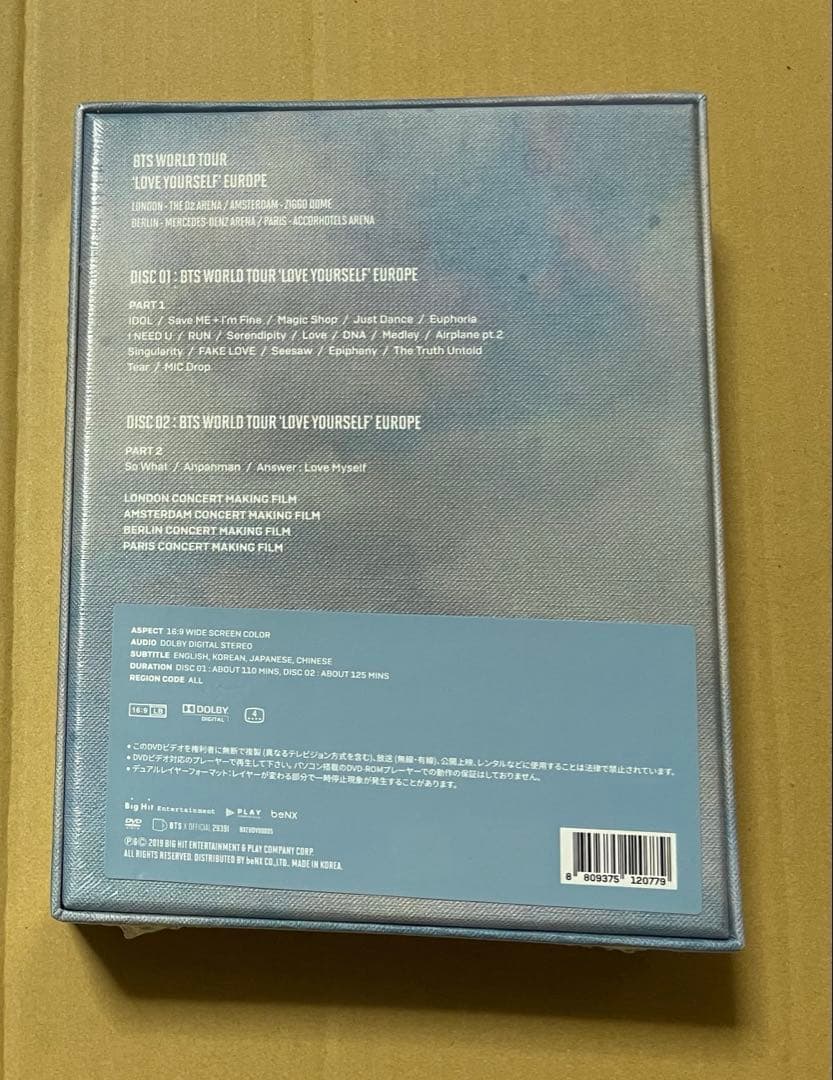 BTS WORLD TOUR
'LOVE YOURSELF' EUROPE
LONDON - THE O2 ARENA / AMSTERDAM - ZIGGO DOME
BERLIN - MERCEDES-BENZ ARENA / PARIS - ACCORHOTELS ARENA
DISC 01 : BTS WORLD TOUR 'LOVE YOURSELF' EUROPE
PART 1
IDOL / Save ME + I'm Fine / Magic Shop / Just Dance / Euphoria
I NEED U / RUN / Serendipity / Love / DNA / Medley / Airplane pt.2
Singularity / FAKE LOVE / Seesaw / Epiphany / The Truth Untold
Tear / MIC Drop
DISC 02 : BTS WORLD TOUR 'LOVE YOURSELF' EUROPE
PART 2
So What / Anpanman / Answer : Love Myself
LONDON CONCERT MAKING FILM
AMSTERDAM CONCERT MAKING FILM
BERLIN CONCERT MAKING FILM
PARIS CONCERT MAKING FILM
ASPECT 16:9 WIDE SCREEN COLOR
AUDIO DOLBY DIGITAL STEREO
SUBTITLE ENGLISH, KOREAN, JAPANESE, CHINESE
DURATION DISC 01 : ABOUT 110 MINS, DISC 02 : ABOUT 125 MINS
REGION CODE ALL
16:9 LB DOLBY DIGITAL 4
• このDVDビデオを権利者に無断で複製 (異なるテレビジョン方式を含む)、放送 (無線・有線)、公開上映、レンタルなどに使用することは法律で禁止されています。
• DVDビデオ対応のプレーヤーで再生して下さい。パソコン搭載のDVD-ROMプレーヤーでの動作の保証はしておりません。
• デュアルレイヤーフォーマット:レイヤーが変わる部分で一時停止現象が発生することがあります。
Big Hit Entertainment PLAY beNX
DVD BTS X OFFICIAL 29391
℗&© 2019 BIG HIT ENTERTAINMENT & PLAY COMPANY CORP.
ALL RIGHTS RESERVED. DISTRIBUTED BY beNX CO.,LTD.. MADE IN KOREA.
8 809375 120779